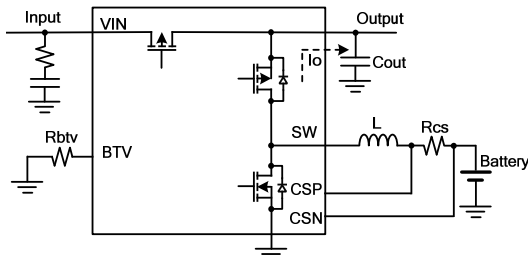 Input
VIN
Output
Io
Cout
Rbtv
BTV
SW
L
Rcs
Battery
CSP
CSN